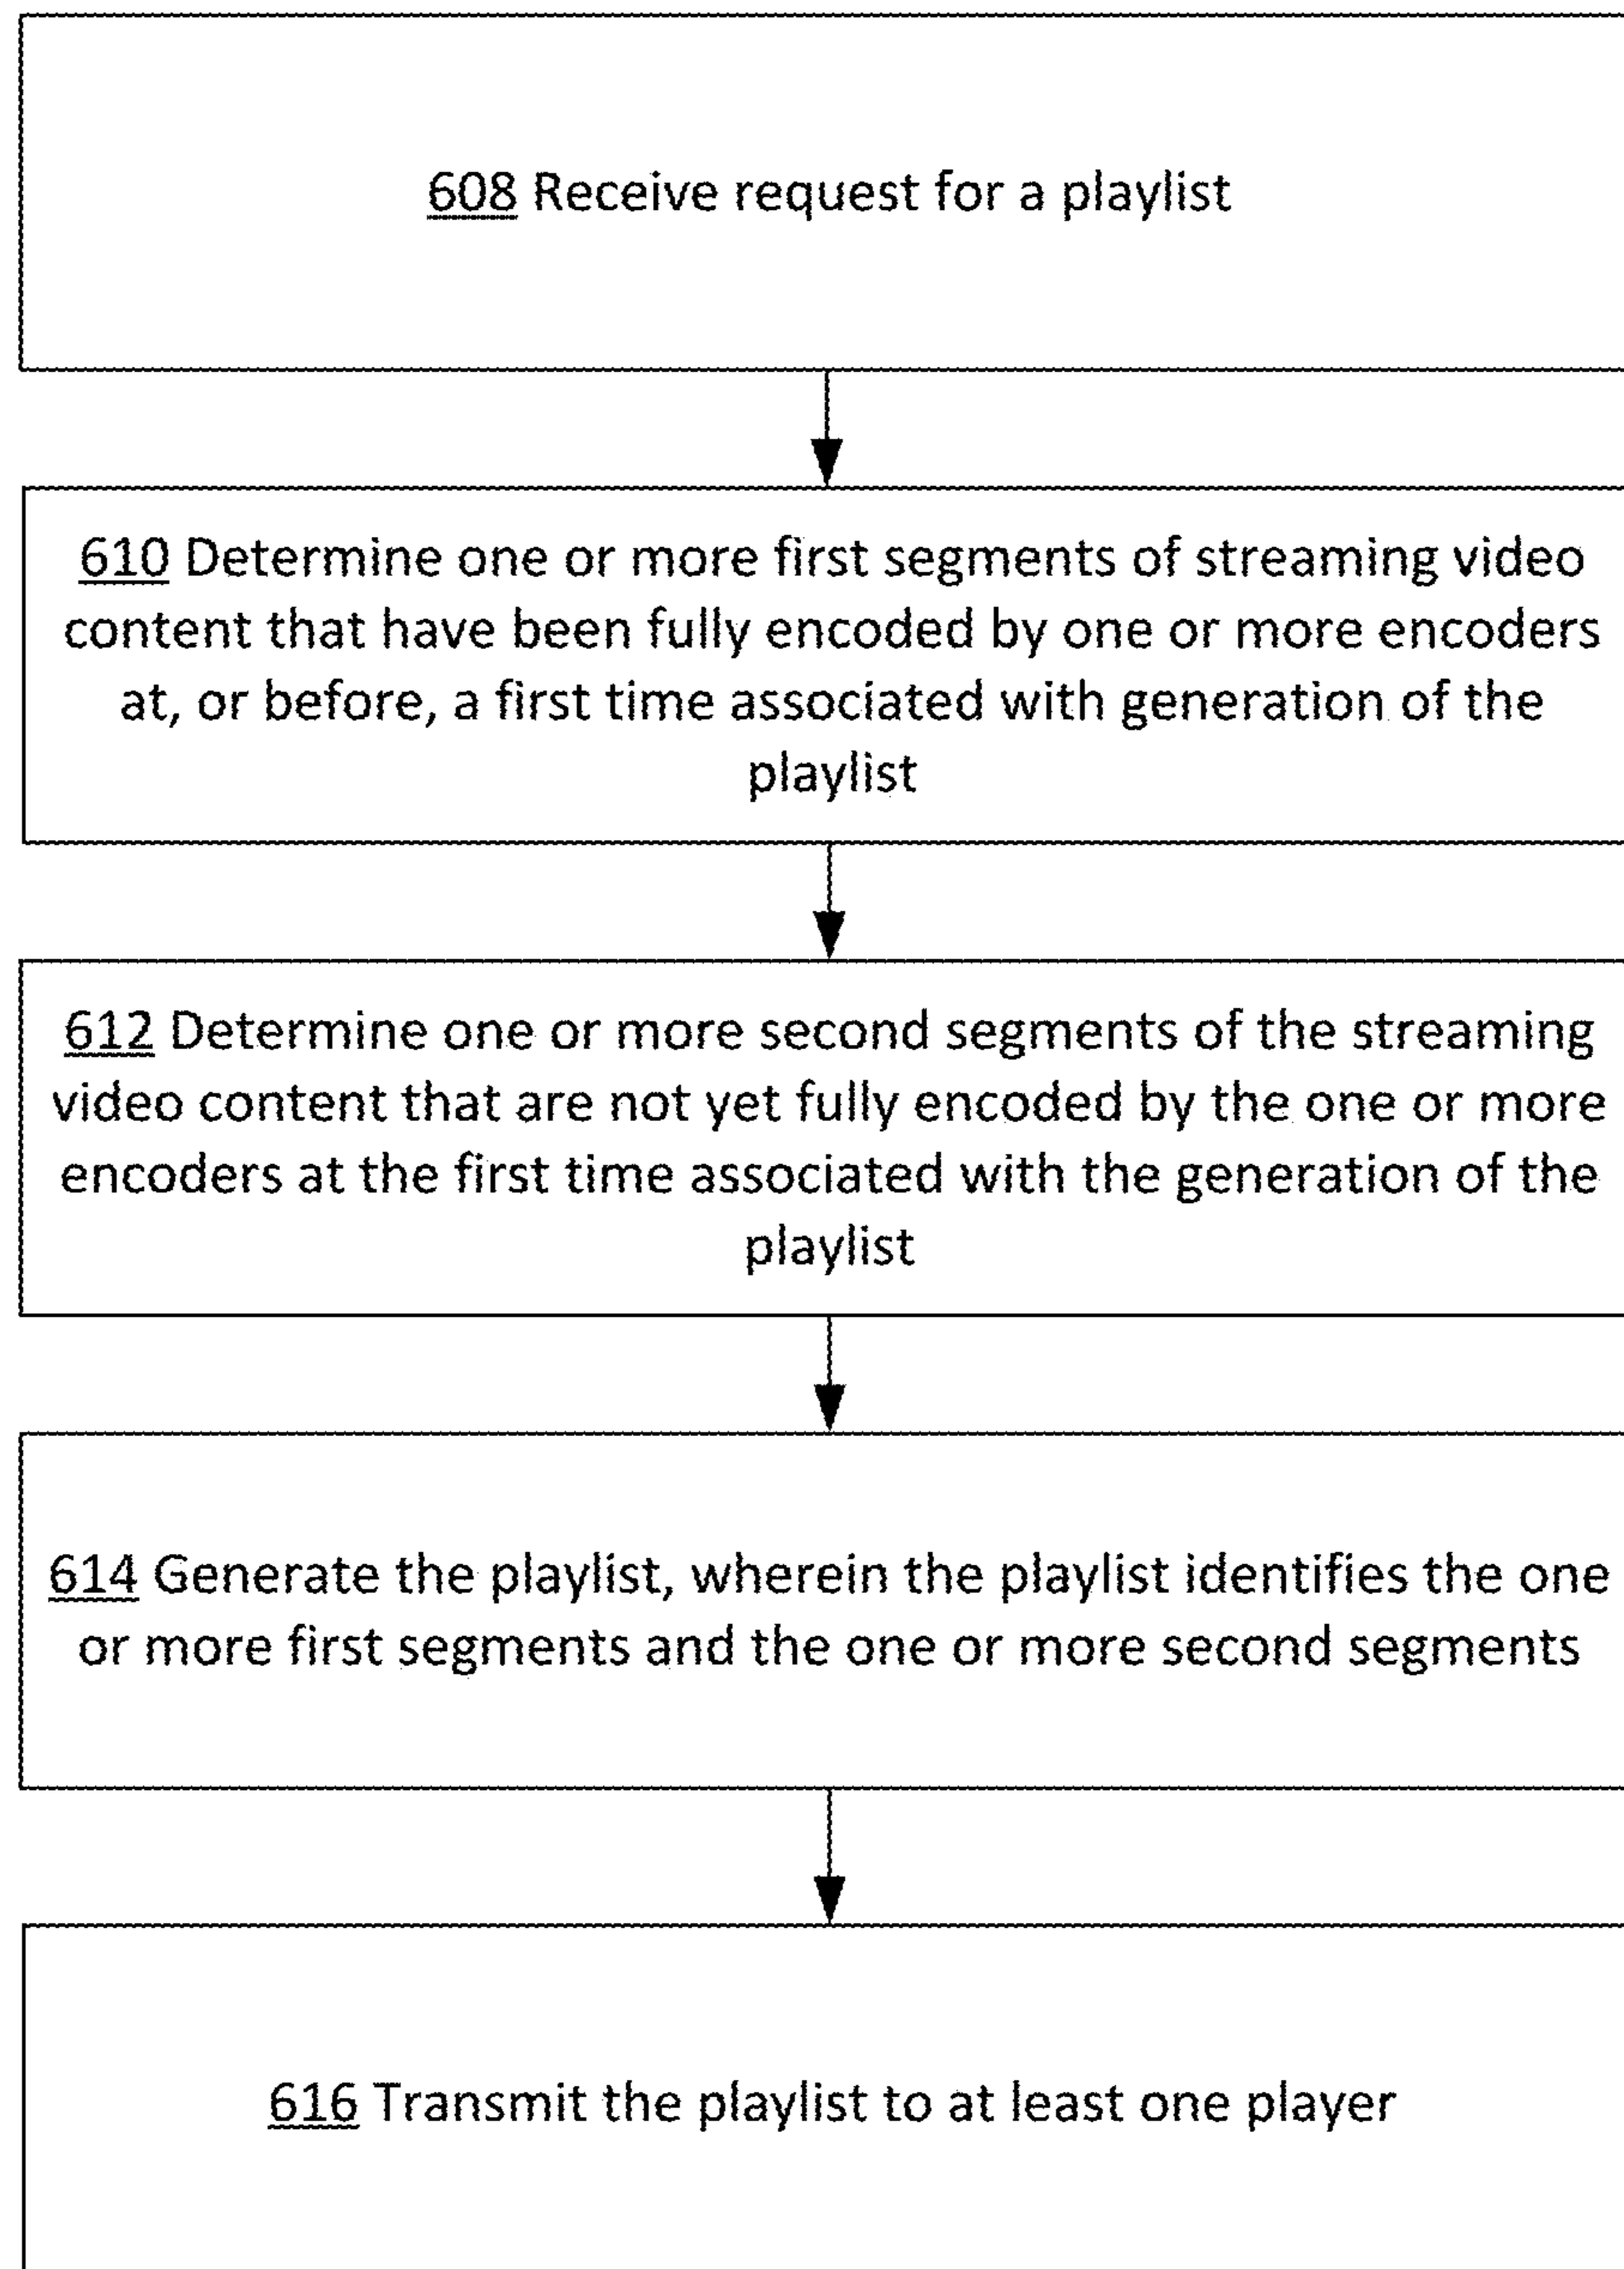 608 Receive request for a playlist
610 Determine one or more first segments of streaming video
content that have been fully encoded by one or more encoders
at, or before, a first time associated with generation of the
playlist
612 Determine one or more second segments of the streaming
video content that are not yet fully encoded by the one or more
encoders at the first time associated with the generation of the
playlist
614 Generate the playlist, wherein the playlist identifies the one
or more first segments and the one or more second segments
616 Transmit the playlist to at least one player